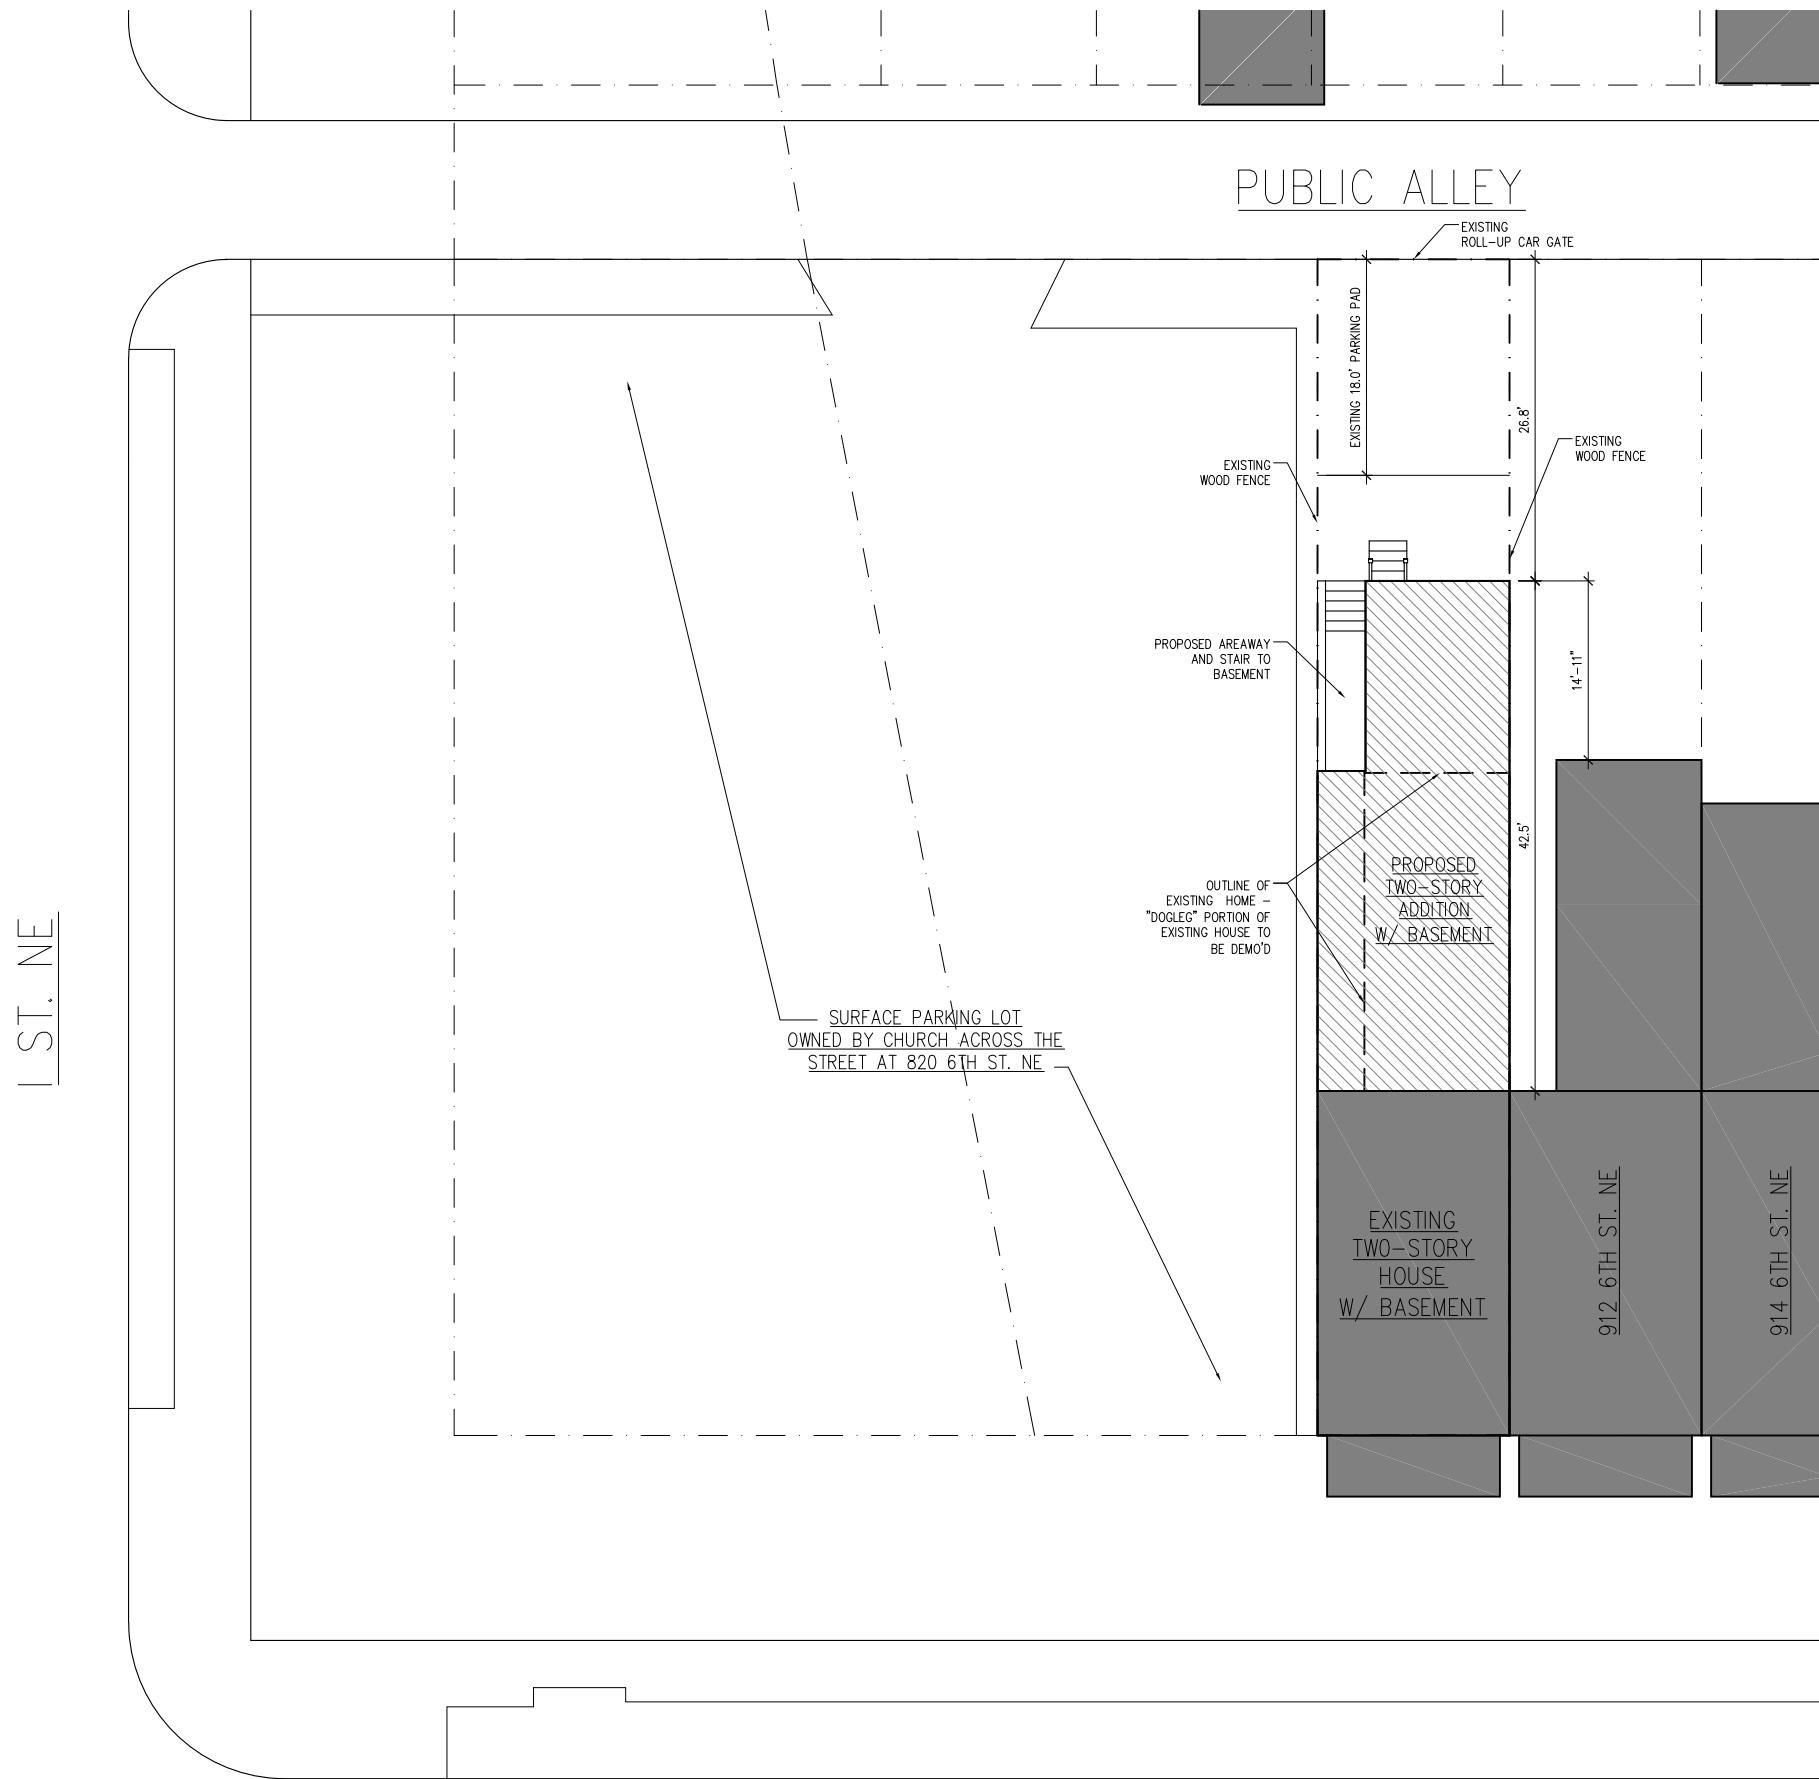 PUBLIC ALLEY
EXISTING
ROLL-UP CAR GATE
EXISTING 18.0' PARKING PAD
26.8'
EXISTING
WOOD FENCE
EXISTING
WOOD FENCE
PROPOSED AREAWAY
AND STAIR TO
BASEMENT
14'-11"
42.5'
PROPOSED
TWO-STORY
ADDITION
W/ BASEMENT
OUTLINE OF
EXISTING HOME -
"DOGLEG" PORTION OF
EXISTING HOUSE TO
BE DEMO'D
I ST. NE
SURFACE PARKING LOT
OWNED BY CHURCH ACROSS THE
STREET AT 820 6TH ST. NE
EXISTING
TWO-STORY
HOUSE
W/ BASEMENT
912 6TH ST. NE
914 6TH ST. NE